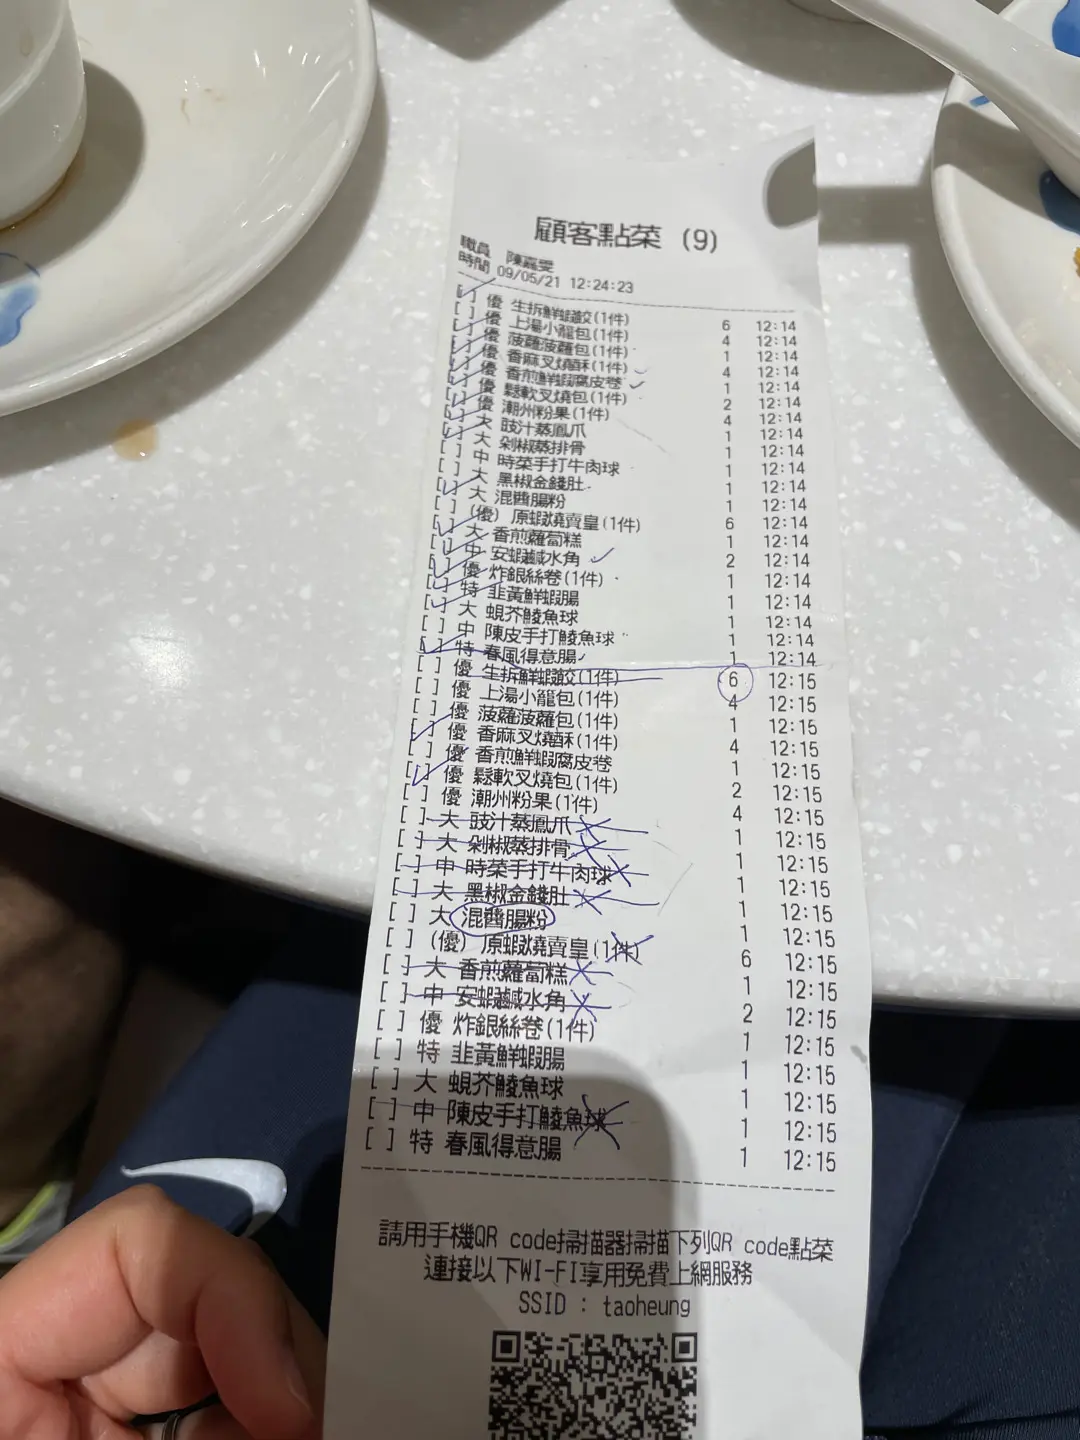 顧客點菜 (9)
職員 陳嘉雯
時間 09/05/21 12:24:23
[ ] 優 生拆鮮蝦餃(1件) 6 12:14
[ ] 優 上湯小籠包(1件) 4 12:14
[ ] 優 菠蘿菠蘿包(1件) 1 12:14
[ ] 優 香麻叉燒酥(1件) 4 12:14
[ ] 優 香煎鮮蝦腐皮卷 1 12:14
[ ] 優 鬆軟叉燒包(1件) 2 12:14
[ ] 優 潮州粉果(1件) 4 12:14
[ ] 大 豉汁蒸鳳爪 1 12:14
[ ] 大 剁椒蒸排骨 1 12:14
[ ] 中 時菜手打牛肉球 1 12:14
[ ] 大 黑椒金錢肚 1 12:14
[ ] 大 混醬腸粉 1 12:14
[ ] (優) 原蝦燒賣皇(1件) 6 12:14
[ ] 大 香煎蘿蔔糕 1 12:14
[ ] 中 安蝦鹹水角 2 12:14
[ ] 優 炸銀絲卷(1件) 1 12:14
[ ] 特 韭黃鮮蝦腸 1 12:14
[ ] 大 蜆芥鯪魚球 1 12:14
[ ] 中 陳皮手打鯪魚球 1 12:14
[ ] 特 春風得意腸 1 12:14
[ ] 優 生拆鮮蝦餃(1件) 6 12:15
[ ] 優 上湯小籠包(1件) 4 12:15
[ ] 優 菠蘿菠蘿包(1件) 1 12:15
[ ] 優 香麻叉燒酥(1件) 4 12:15
[ ] 優 香煎鮮蝦腐皮卷 1 12:15
[ ] 優 鬆軟叉燒包(1件) 2 12:15
[ ] 優 潮州粉果(1件) 4 12:15
[ ] 大 豉汁蒸鳳爪 1 12:15
[ ] 大 剁椒蒸排骨 1 12:15
[ ] 中 時菜手打牛肉球 1 12:15
[ ] 大 黑椒金錢肚 1 12:15
[ ] 大 混醬腸粉 1 12:15
[ ] (優) 原蝦燒賣皇(1件) 6 12:15
[ ] 大 香煎蘿蔔糕 1 12:15
[ ] 中 安蝦鹹水角 2 12:15
[ ] 優 炸銀絲卷(1件) 1 12:15
[ ] 特 韭黃鮮蝦腸 1 12:15
[ ] 大 蜆芥鯪魚球 1 12:15
[ ] 中 陳皮手打鯪魚球 1 12:15
[ ] 特 春風得意腸 1 12:15
請用手機QR code掃描器掃描下列QR code點菜
連接以下WI-FI享用免費上網服務
SSID : taoheung